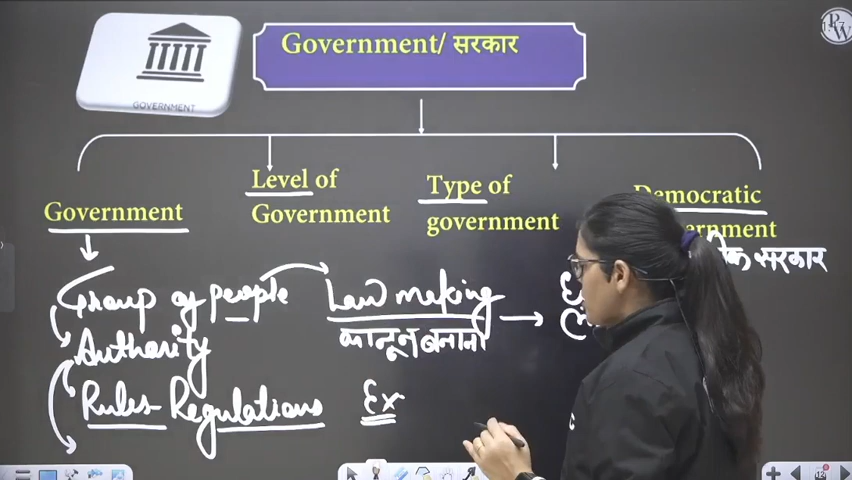 Government/ सरकार
GOVERNMENT
PW
Level of
Government
Type of
government
Democratic
Government
सरकार
Group of people
Law making
कानून बनाना
Authority
Rules Regulations
Ex